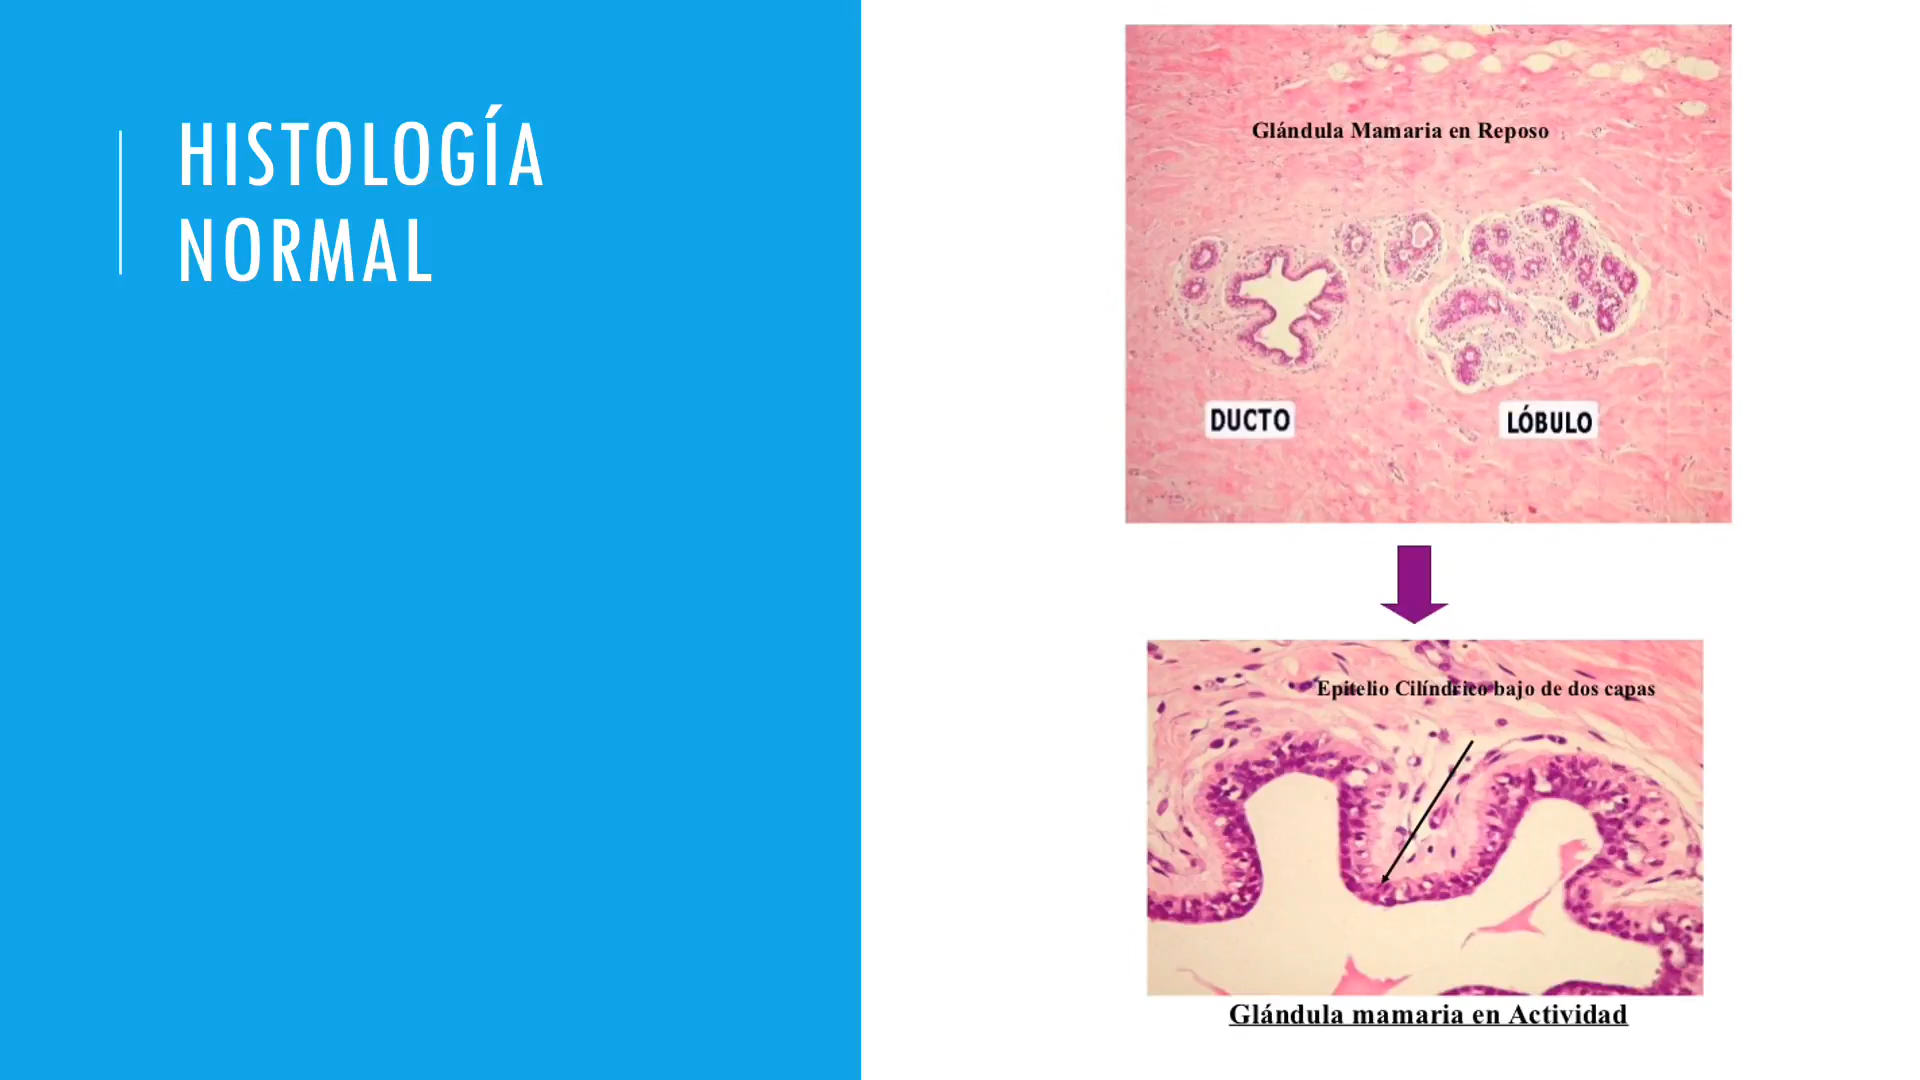 HISTOLOGÍA
NORMAL
Glándula Mamaria en Reposo
DUCTO
LÓBULO
Epitelio Cilíndrico bajo de dos capas
Glándula mamaria en Actividad